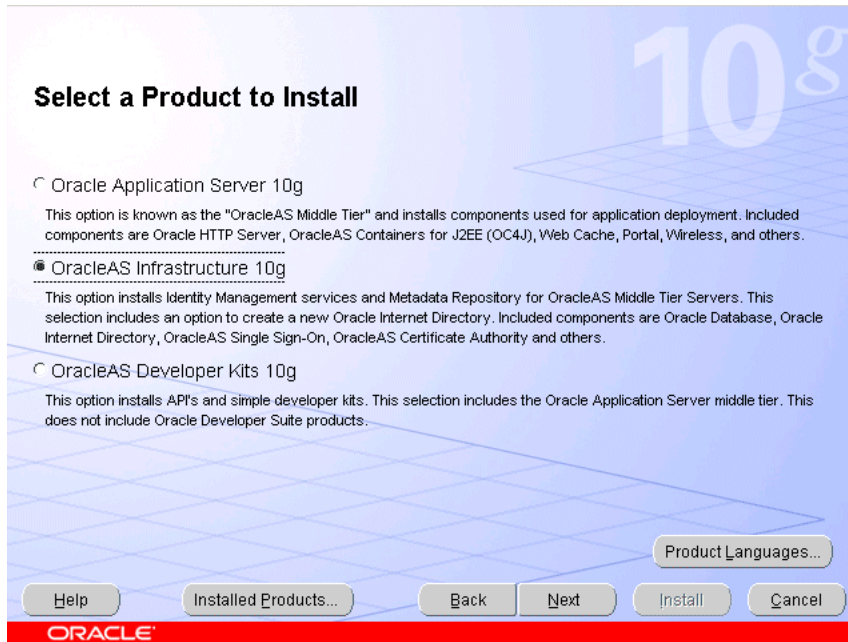 10g
Select a Product to Install
Oracle Application Server 10g
This option is known as the "OracleAS Middle Tier" and installs components used for application deployment. Included
components are Oracle HTTP Server, OracleAS Containers for J2EE (OC4J), Web Cache, Portal, Wireless, and others.
OracleAS Infrastructure 10g
This option installs Identity Management services and Metadata Repository for OracleAS Middle Tier Servers. This
selection includes an option to create a new Oracle Internet Directory. Included components are Oracle Database, Oracle
Internet Directory, OracleAS Single Sign-On, OracleAS Certificate Authority and others.
OracleAS Developer Kits 10g
This option installs API's and simple developer kits. This selection includes the Oracle Application Server middle tier. This
does not include Oracle Developer Suite products.
Product Languages...
Help
Installed Products...
Back
Next
Install
Cancel
ORACLE